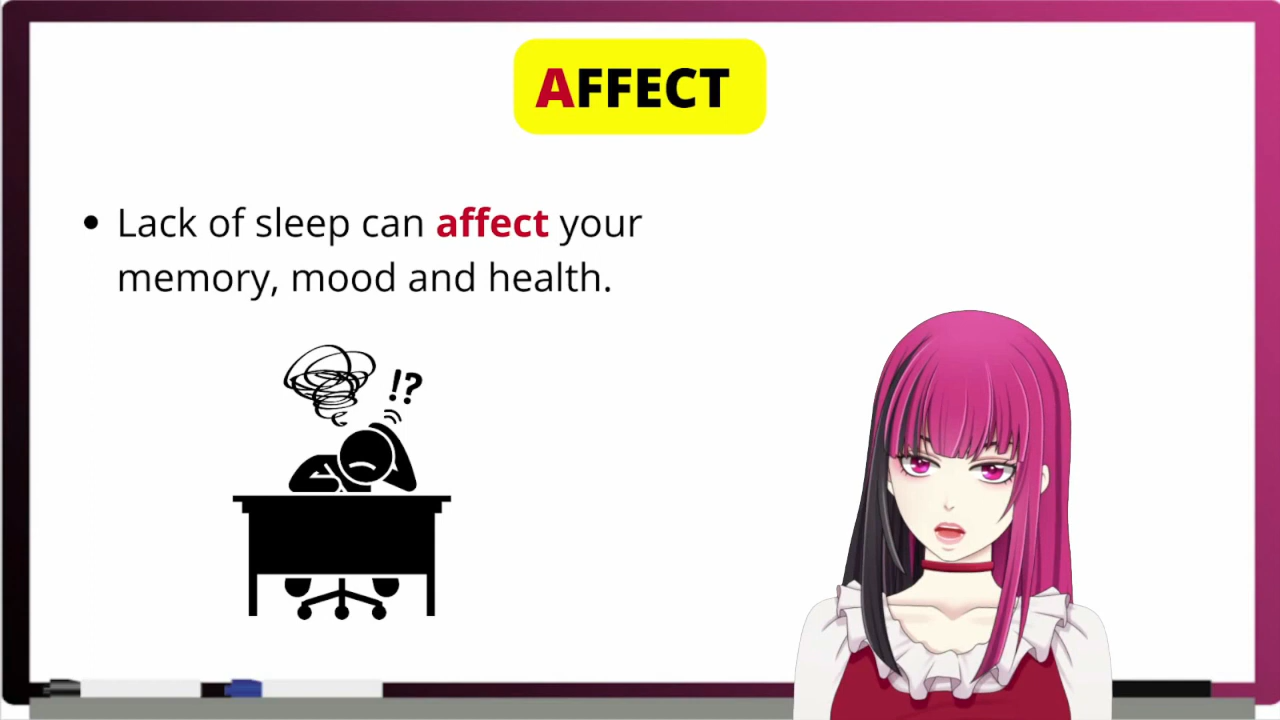 AFFECT
• Lack of sleep can affect your
memory, mood and health.
!?